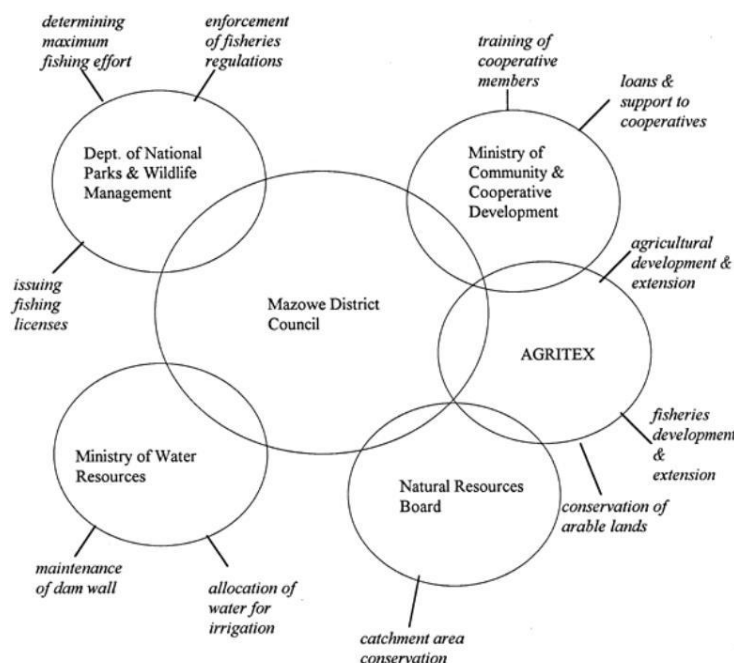 determining
maximum
fishing effort
enforcement
of fisheries
regulations
training of
cooperative
members
loans &
support to
cooperatives
Dept. of National
Parks & Wildlife
Management
Ministry of
Community &
Cooperative
Development
issuing
fishing
licenses
Mazowe District
Council
agricultural
development &
extension
AGRITEX
fisheries
development
&
extension
Ministry of Water
Resources
Natural Resources
Board
conservation of
arable lands
maintenance
of dam wall
allocation of
water for
irrigation
catchment area
conservation